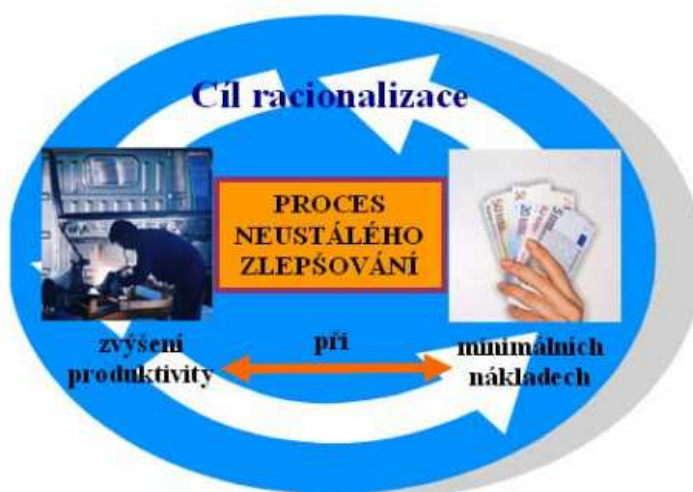 Cíl racionalizace
PROCES
NEUSTÁLÉHO
ZLEPŠOVÁNÍ
zvýšení
produktivity
při
minimálních
nákladech